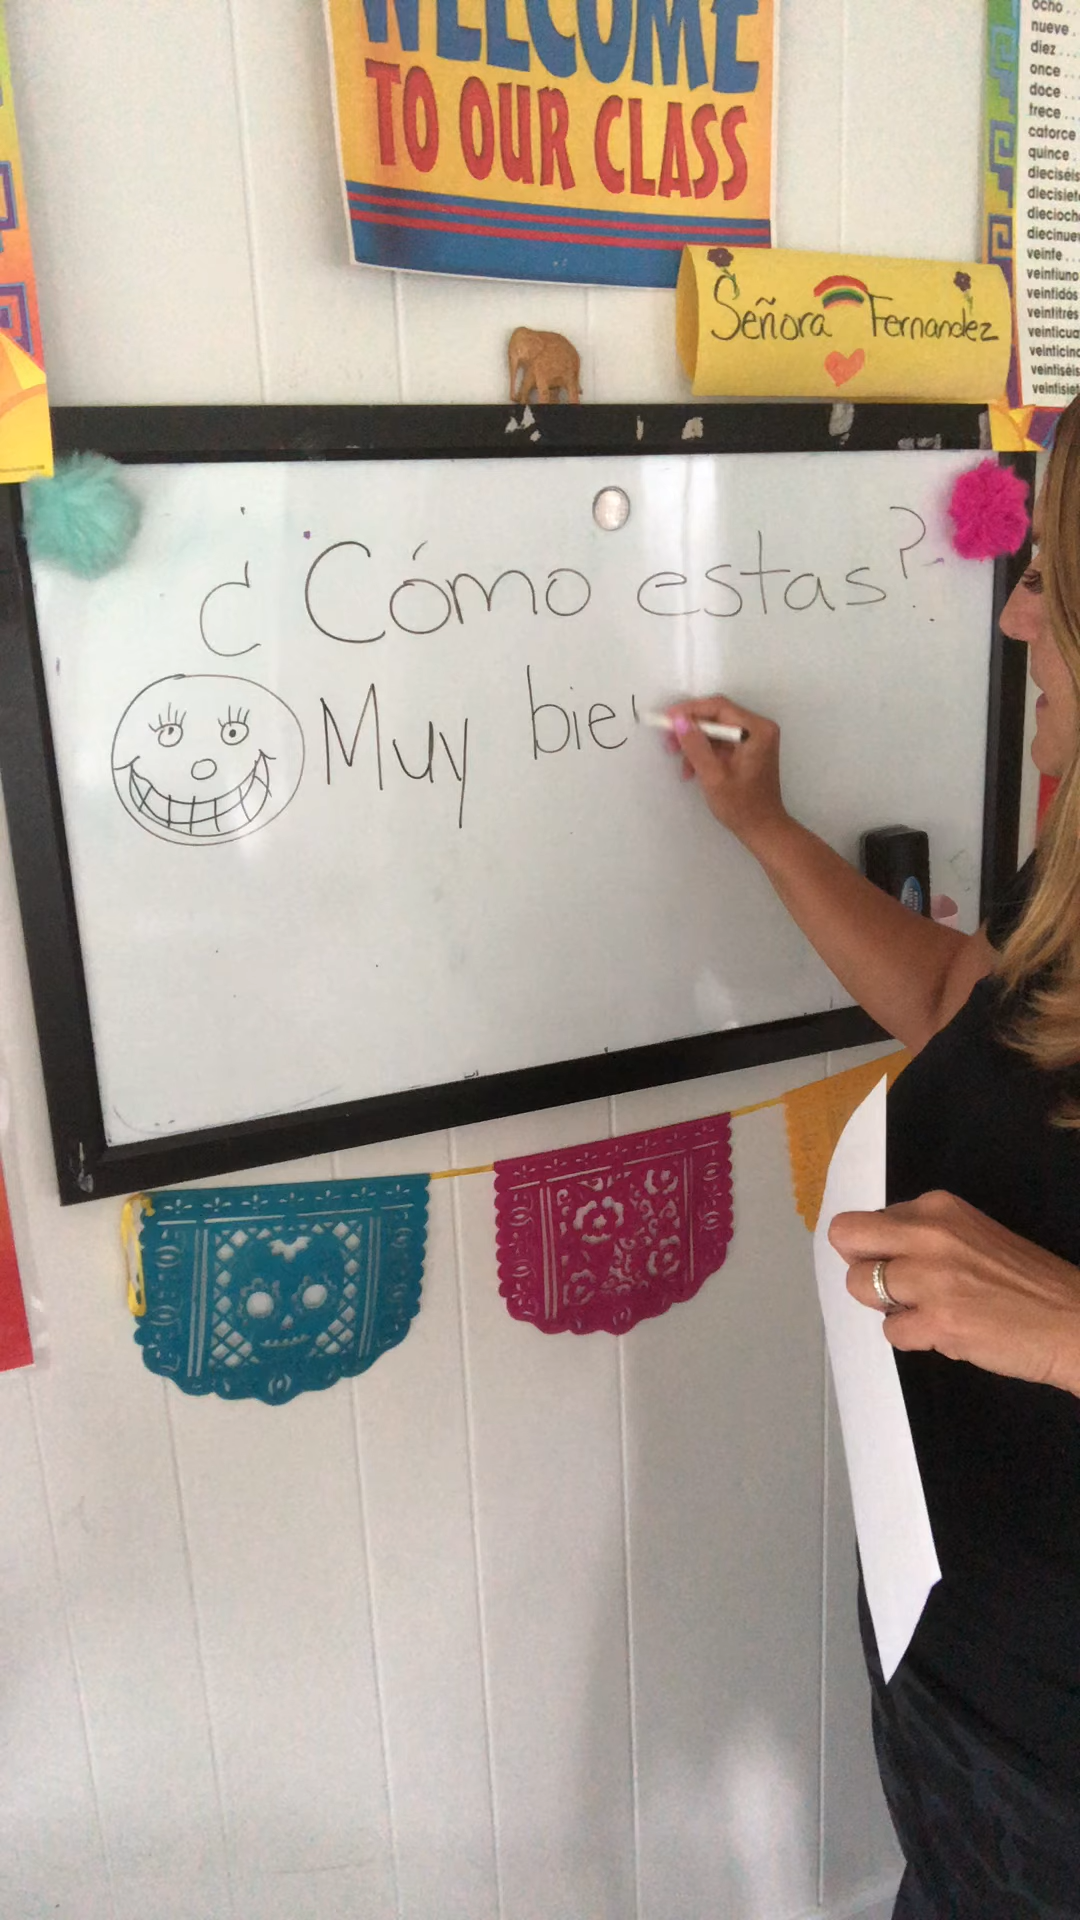 WELCOME
TO OUR CLASS
Señora Fernandez
ocho . .
nueve .
diez . . .
once . . .
doce . . .
trece . . .
catorce
quince .
dieciséis
veinte . .
veintiuno
veintidós
veintitrés
veintiséis
¿Cómo estas?
Muy bie